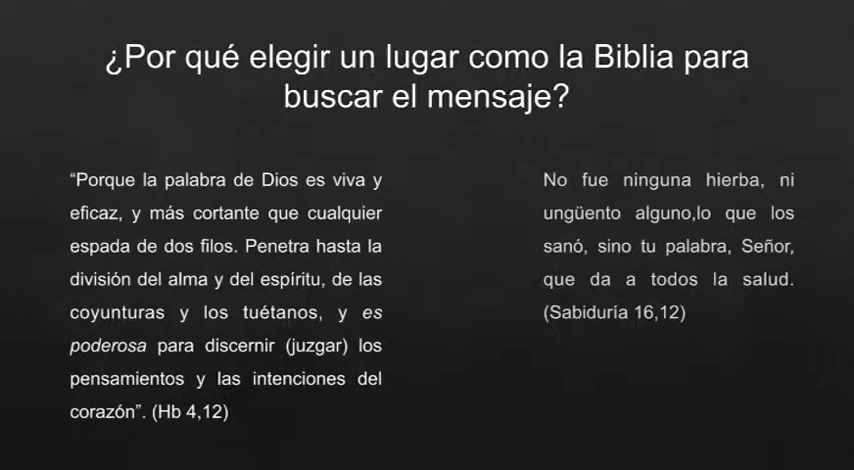 ¿Por qué elegir un lugar como la Biblia para
buscar el mensaje?
“Porque la palabra de Dios es viva y
eficaz, y más cortante que cualquier
espada de dos filos. Penetra hasta la
división del alma y del espíritu, de las
coyunturas y los tuétanos, y es
poderosa para discernir (juzgar) los
pensamientos y las intenciones del
corazón”. (Hb 4,12)
No fue ninguna hierba, ni
ungüento alguno,lo que los
sanó, sino tu palabra, Señor,
que da a todos la salud.
(Sabiduría 16,12)